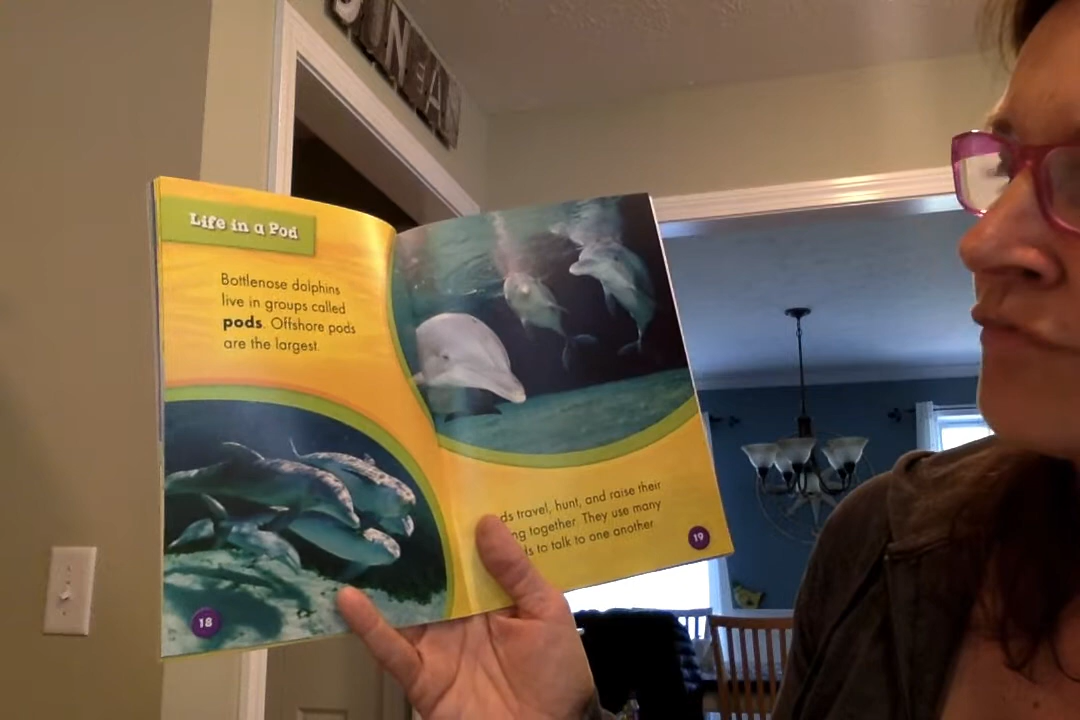 Life in a Pod
Bottlenose dolphins
live in groups called
pods. Offshore pods
are the largest.
18
travel, hunt, and raise their
together. They use many
to talk to one another.
19